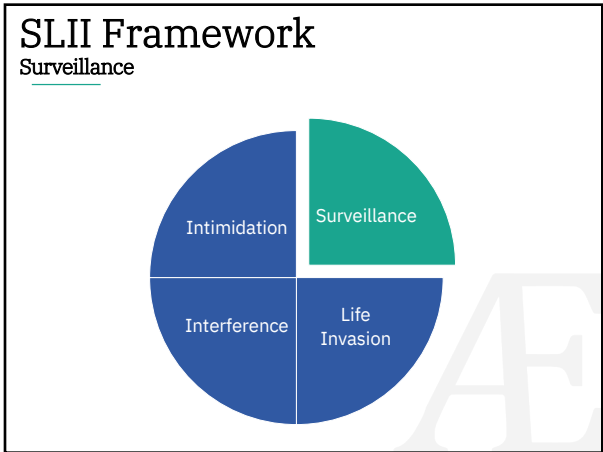 SLII Framework
Surveillance
Surveillance
Intimidation
Life
Invasion
Interference
Æ